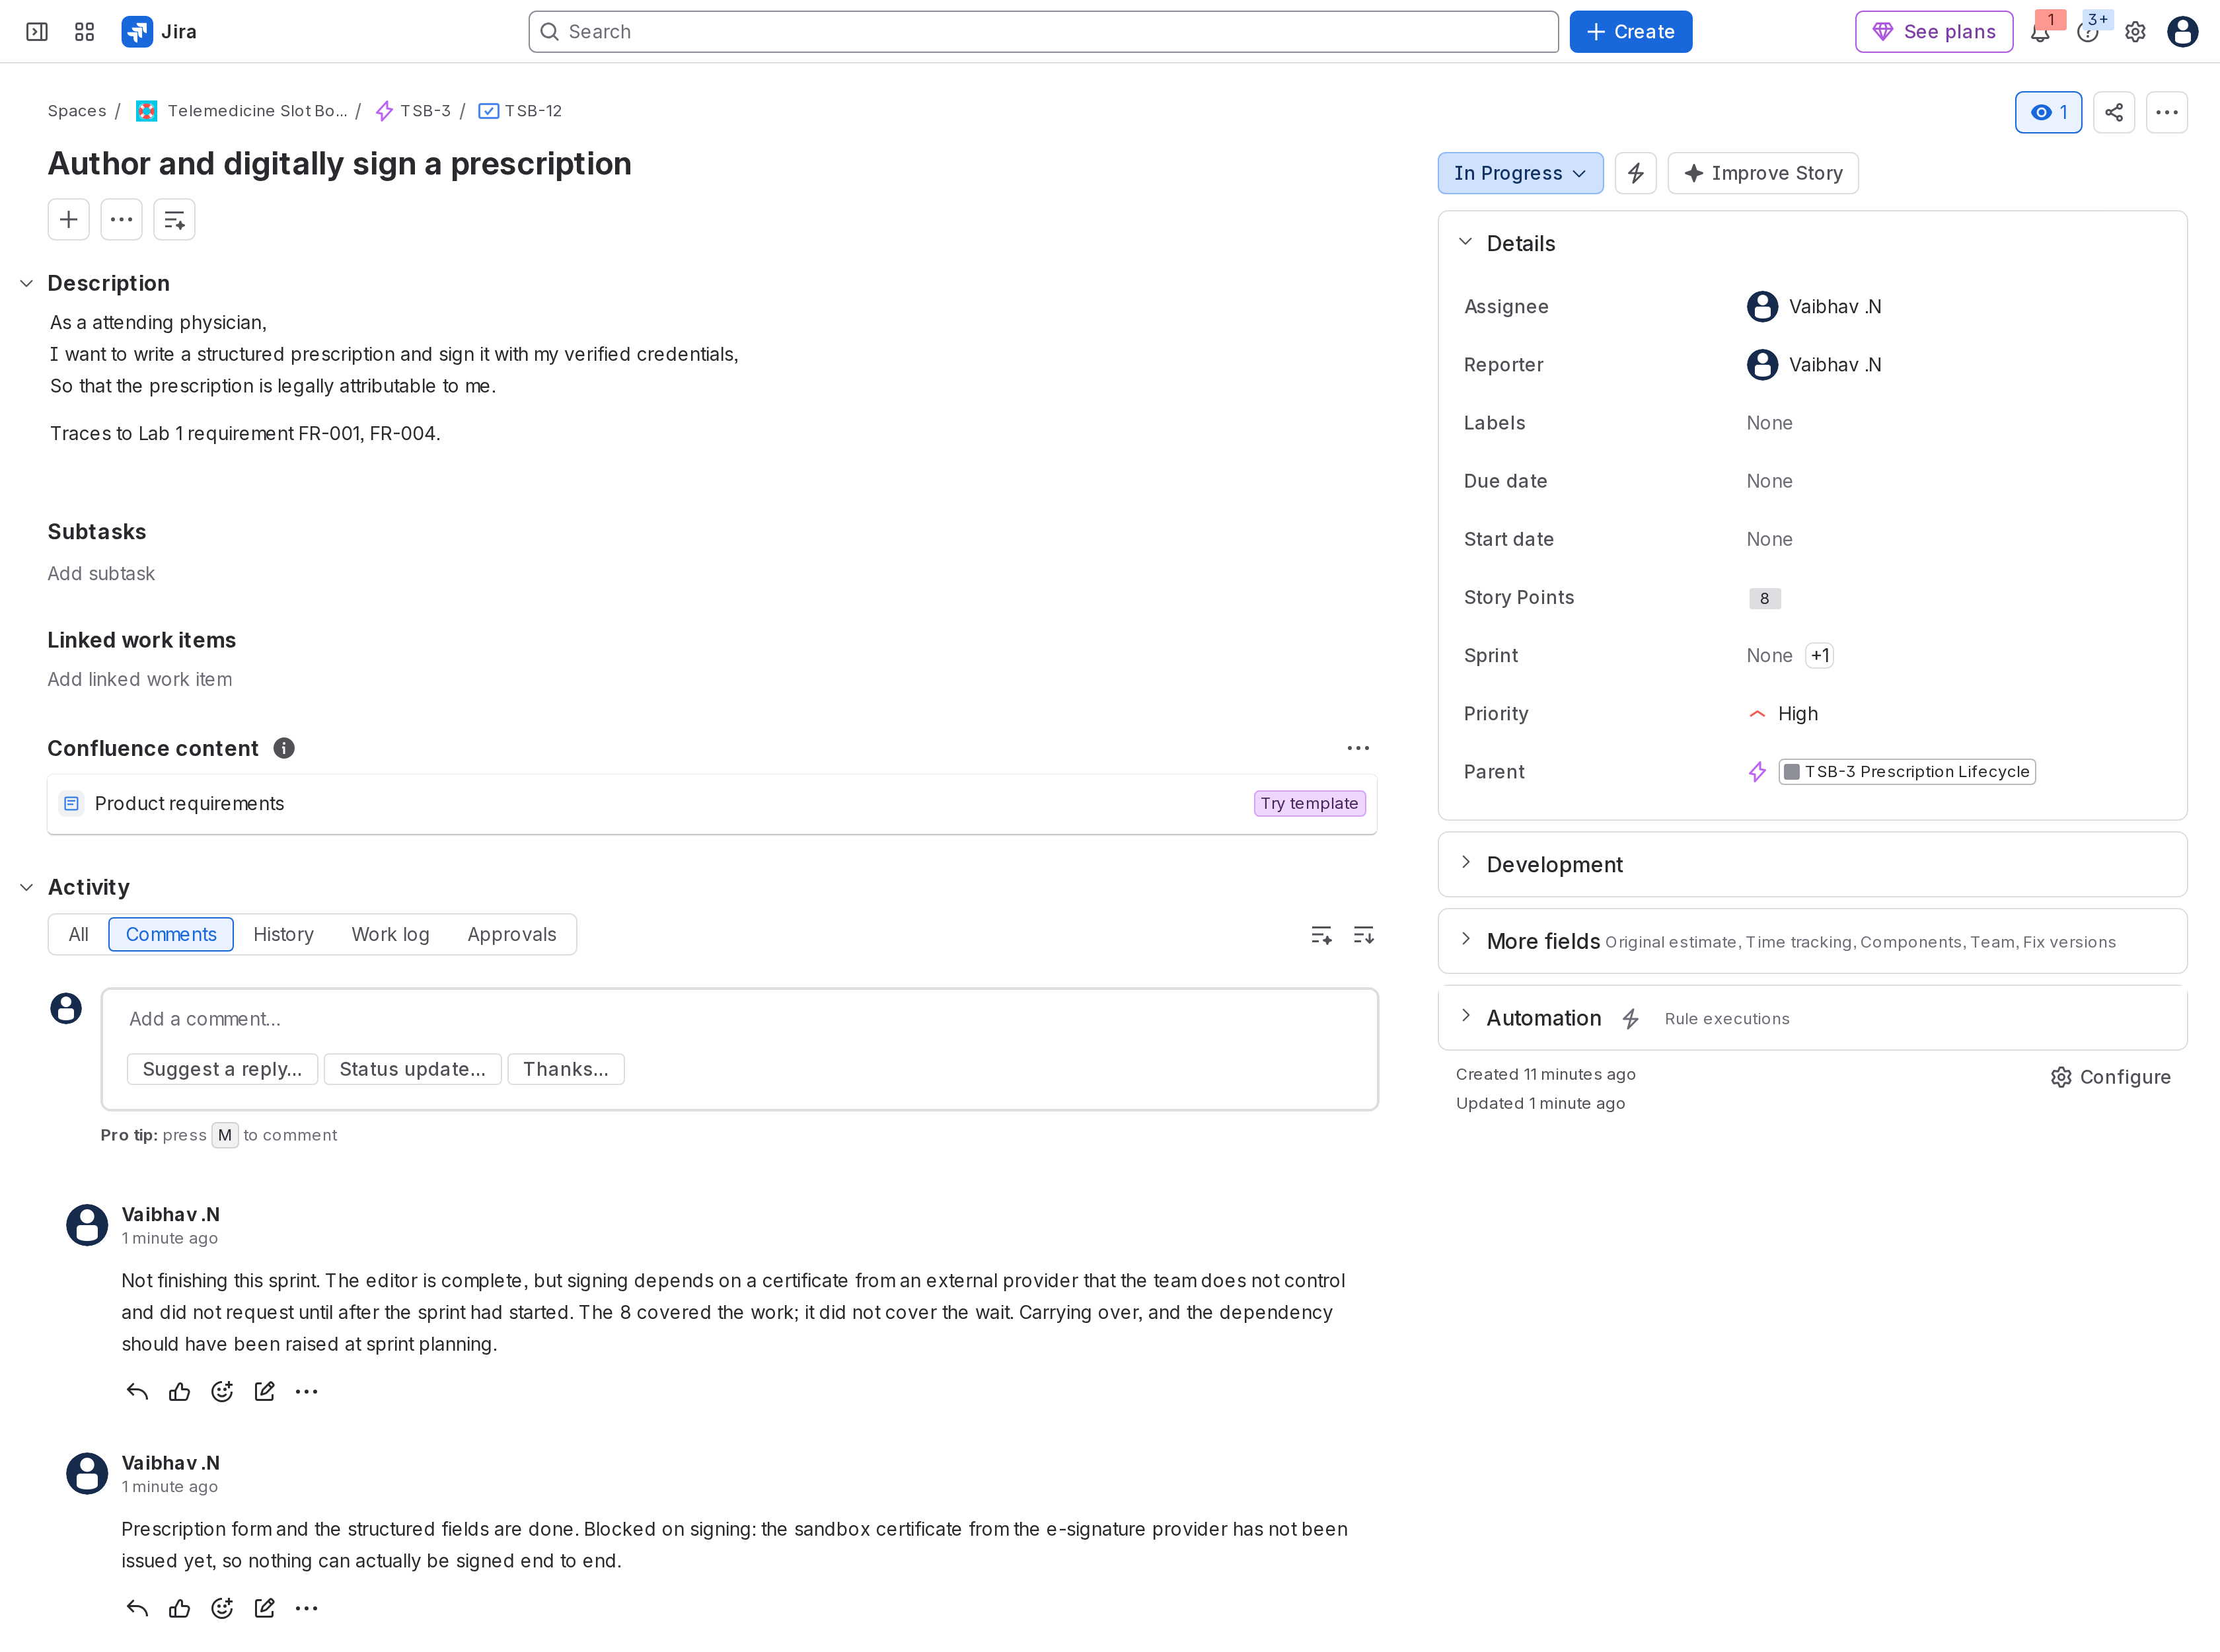 Jira
Search
Create
See plans
1
3+
Spaces / Telemedicine Slot Bo... / TSB-3 / TSB-12
1
Author and digitally sign a prescription
In Progress
Improve Story
Description
As a attending physician,
I want to write a structured prescription and sign it with my verified credentials,
So that the prescription is legally attributable to me.
Traces to Lab 1 requirement FR-001, FR-004.
Subtasks
Add subtask
Linked work items
Add linked work item
Confluence content
Product requirements
Try template
Details
Assignee
Vaibhav .N
Reporter
Vaibhav .N
Labels
None
Due date
None
Start date
None
Story Points
8
Sprint
None +1
Priority
High
Parent
TSB-3 Prescription Lifecycle
Development
More fields Original estimate, Time tracking, Components, Team, Fix versions
Automation Rule executions
Created 11 minutes ago
Updated 1 minute ago
Configure
Activity
All
Comments
History
Work log
Approvals
Add a comment...
Suggest a reply...
Status update...
Thanks...
Pro tip: press M to comment
Vaibhav .N
1 minute ago
Not finishing this sprint. The editor is complete, but signing depends on a certificate from an external provider that the team does not control
and did not request until after the sprint had started. The 8 covered the work; it did not cover the wait. Carrying over, and the dependency
should have been raised at sprint planning.
Vaibhav .N
1 minute ago
Prescription form and the structured fields are done. Blocked on signing: the sandbox certificate from the e-signature provider has not been
issued yet, so nothing can actually be signed end to end.